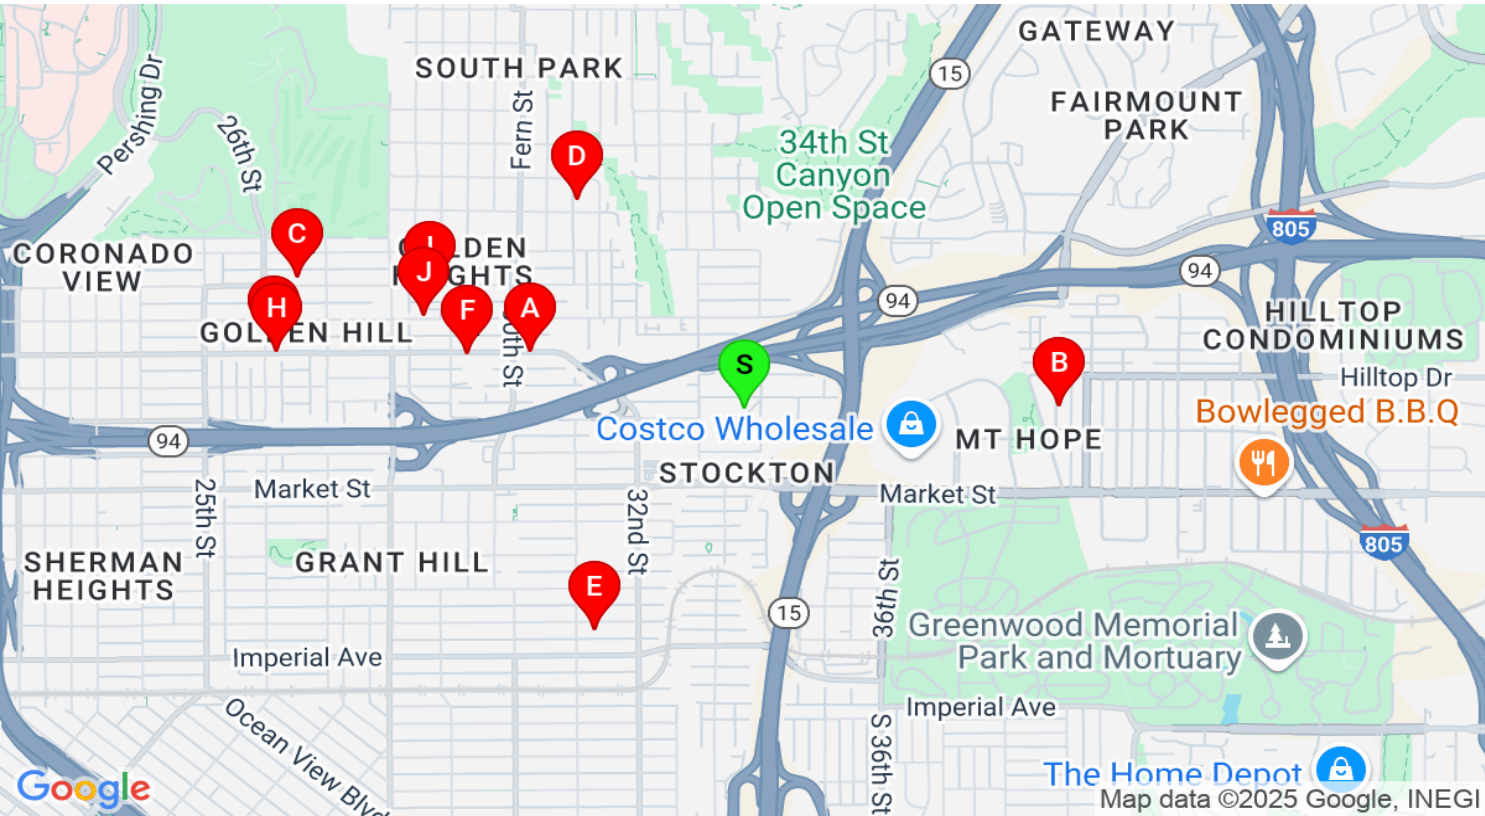 GATEWAY
SOUTH PARK
15
Pershing Dr
Fern St
FAIRMOUNT
PARK
26th St
34th St
Canyon
Open Space
D
C
805
CORONADO
VIEW
J
F
A
H
94
94
HILLTOP
CONDOMINIUMS
S
B
30th St
Hilltop Dr
Costco Wholesale
Bowlegged B.B.Q
MT HOPE
94
STOCKTON
Market St
Market St
25th St
32nd St
805
SHERMAN
HEIGHTS
GRANT HILL
E
36th St
15
Greenwood Memorial
Park and Mortuary
Imperial Ave
Imperial Ave
Ocean View Blvd
S 36th St
The Home Depot
Google
Map data ©2025 Google, INEGI